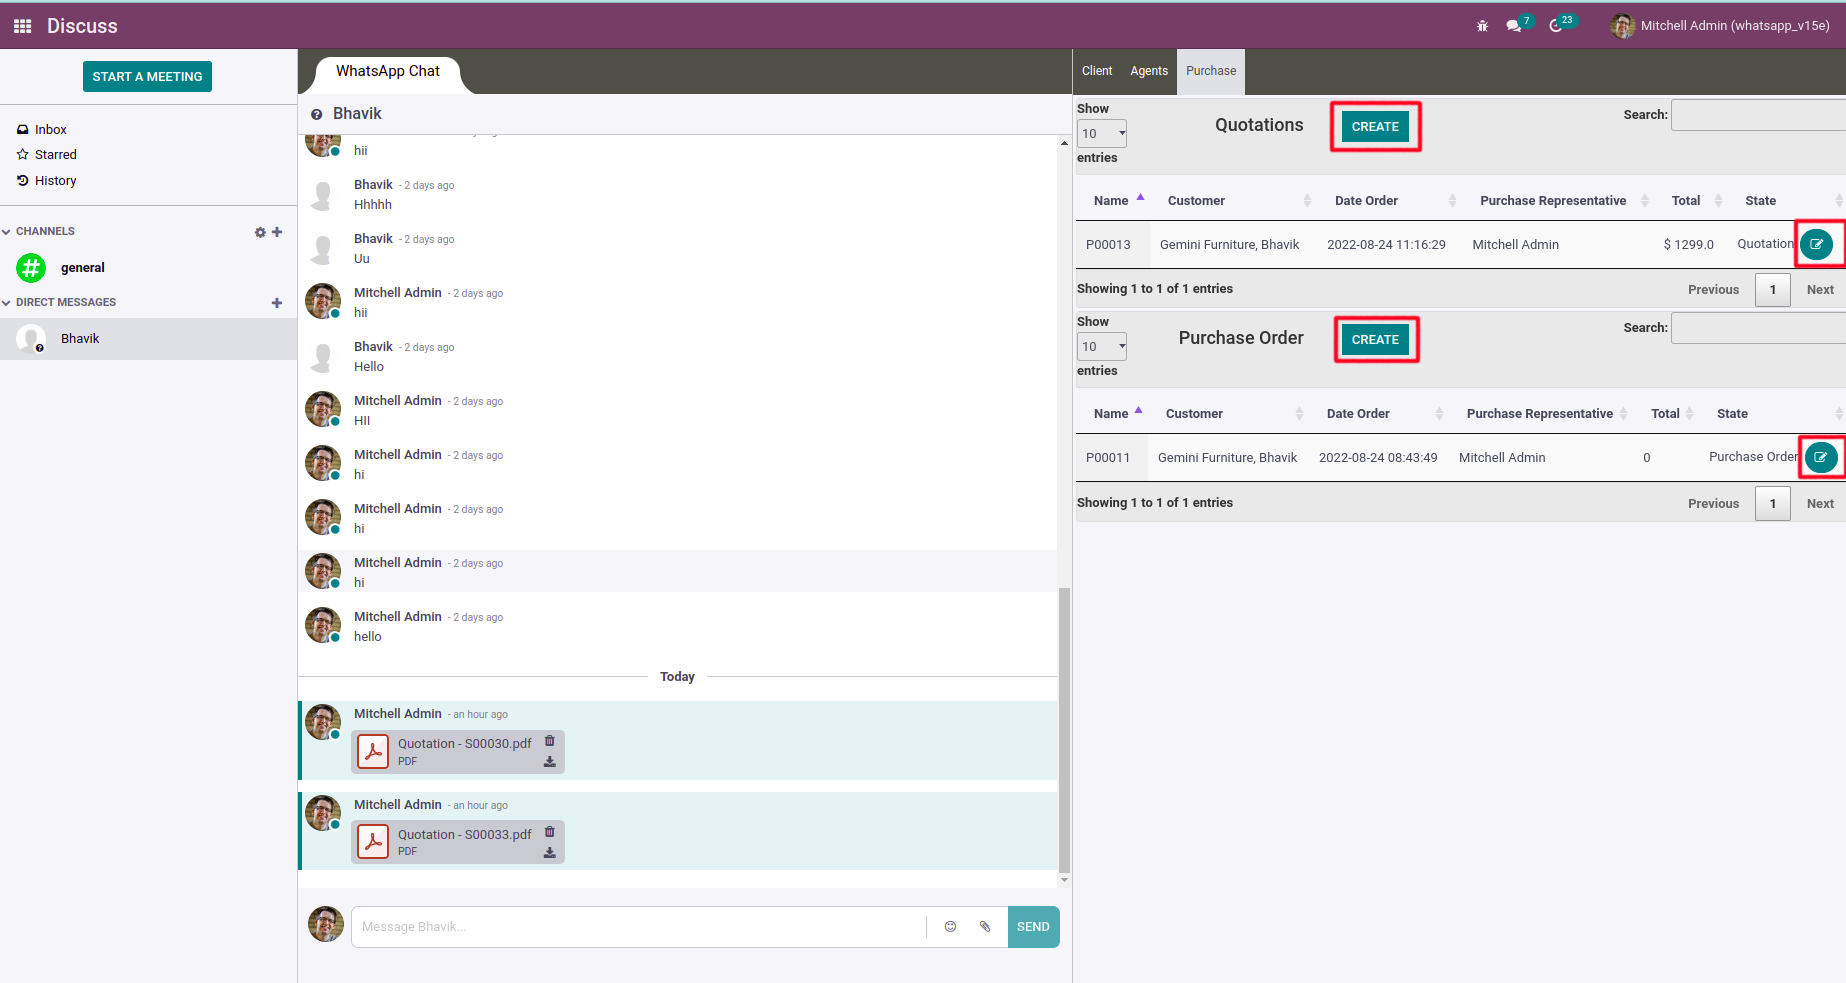 Discuss
7
23
Mitchell Admin (whatsapp_v15e)
START A MEETING
Inbox
Starred
History
CHANNELS
general
DIRECT MESSAGES
Bhavik
WhatsApp Chat
Bhavik
hii
Bhavik - 2 days ago
Hhhhh
Bhavik - 2 days ago
Uu
Mitchell Admin - 2 days ago
hii
Bhavik - 2 days ago
Hello
Mitchell Admin - 2 days ago
HII
Mitchell Admin - 2 days ago
hi
Mitchell Admin - 2 days ago
hi
Mitchell Admin - 2 days ago
hi
Mitchell Admin - 2 days ago
hello
Today
Mitchell Admin - an hour ago
Quotation - S00030.pdf
PDF
Mitchell Admin - an hour ago
Quotation - S00033.pdf
PDF
Message Bhavik...
SEND
Client Agents Purchase
Show
10
entries
Quotations
CREATE
Search:
Name Customer Date Order Purchase Representative Total State
P00013 Gemini Furniture, Bhavik 2022-08-24 11:16:29 Mitchell Admin $ 1299.0 Quotation
Showing 1 to 1 of 1 entries
Previous 1 Next
Show
10
entries
Purchase Order
CREATE
Search:
Name Customer Date Order Purchase Representative Total State
P00011 Gemini Furniture, Bhavik 2022-08-24 08:43:49 Mitchell Admin 0 Purchase Order
Showing 1 to 1 of 1 entries
Previous 1 Next